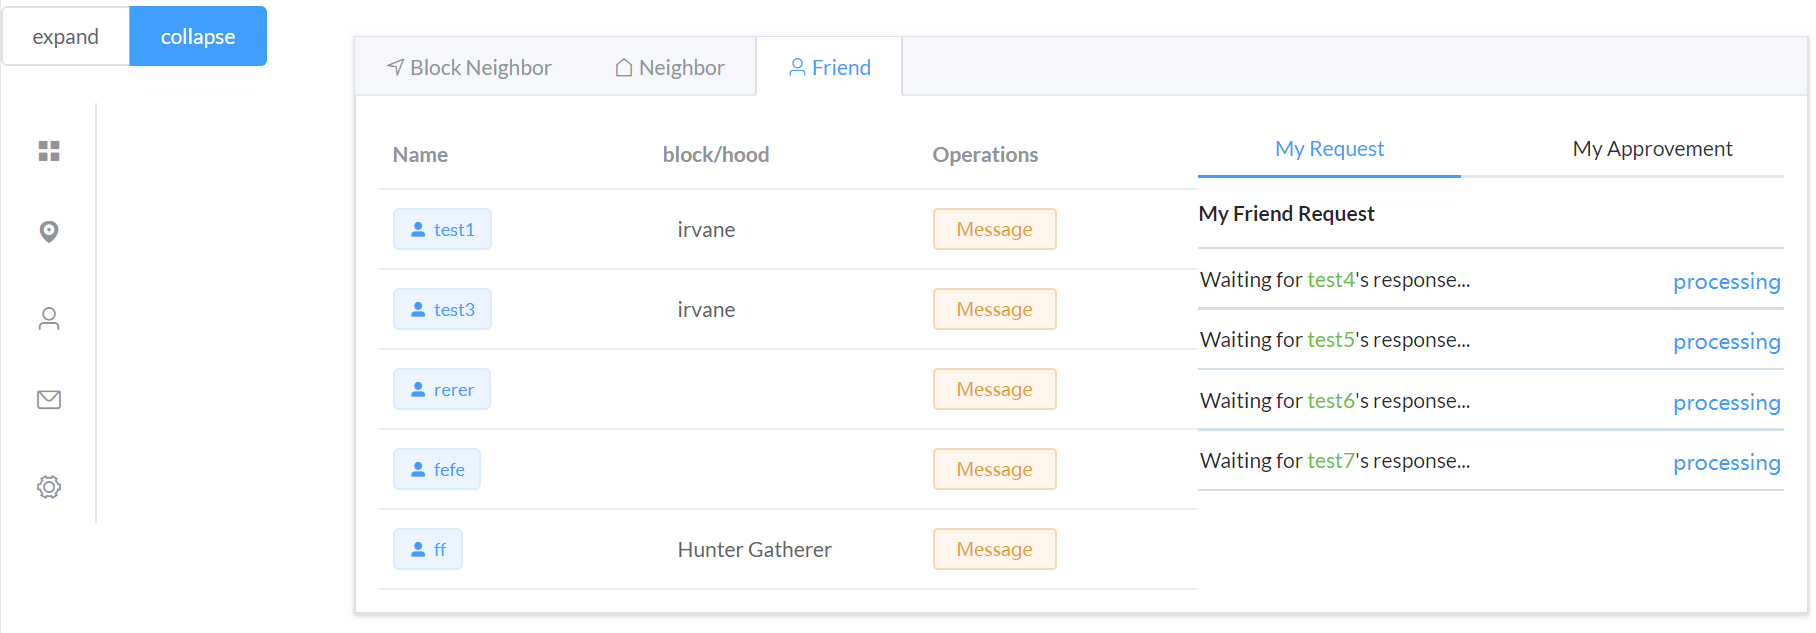 expand collapse
Block Neighbor Neighbor Friend
Name block/hood Operations
test1 irvane Message
test3 irvane Message
rerer Message
fefe Message
ff Hunter Gatherer Message
My Request My Approvement
My Friend Request
Waiting for test4's response... processing
Waiting for test5's response... processing
Waiting for test6's response... processing
Waiting for test7's response... processing